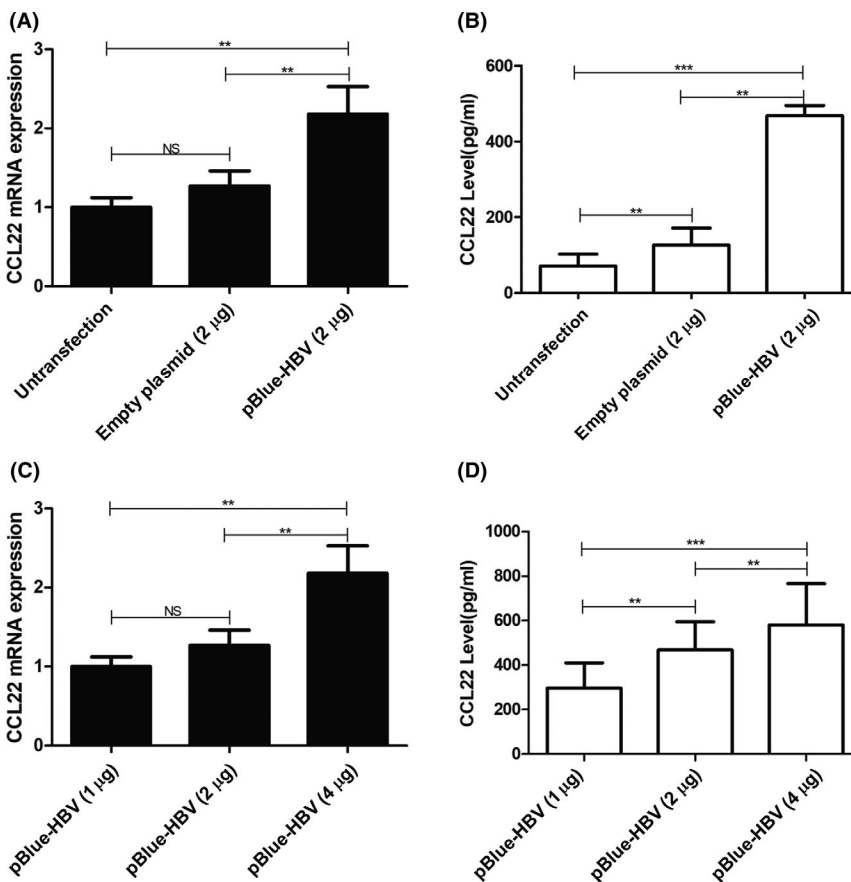 (A)
CCL22 mRNA expression
3
2
1
0
**
**
NS
Untransfection
Empty plasmid (2 µg)
pBlue-HBV (2 µg)
(B)
CCL22 Level(pg/ml)
600
400
200
0
***
**
**
Untransfection
Empty plasmid (2 µg)
pBlue-HBV (2 µg)
(C)
CCL22 mRNA expression
3
2
1
0
**
**
NS
pBlue-HBV (1 µg)
pBlue-HBV (2 µg)
pBlue-HBV (4 µg)
(D)
CCL22 Level(pg/ml)
1000
800
600
400
200
0
***
**
**
pBlue-HBV (1 µg)
pBlue-HBV (2 µg)
pBlue-HBV (4 µg)